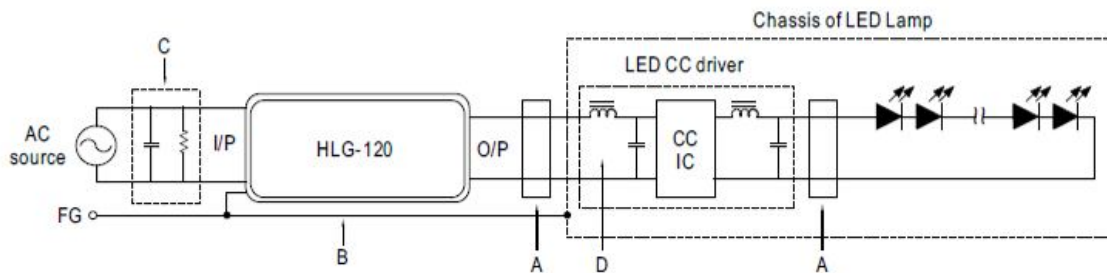 Chassis of LED Lamp
C
LED CC driver
AC
source
I/P
HLG-120
O/P
CC
IC
FG
B
A
D
A